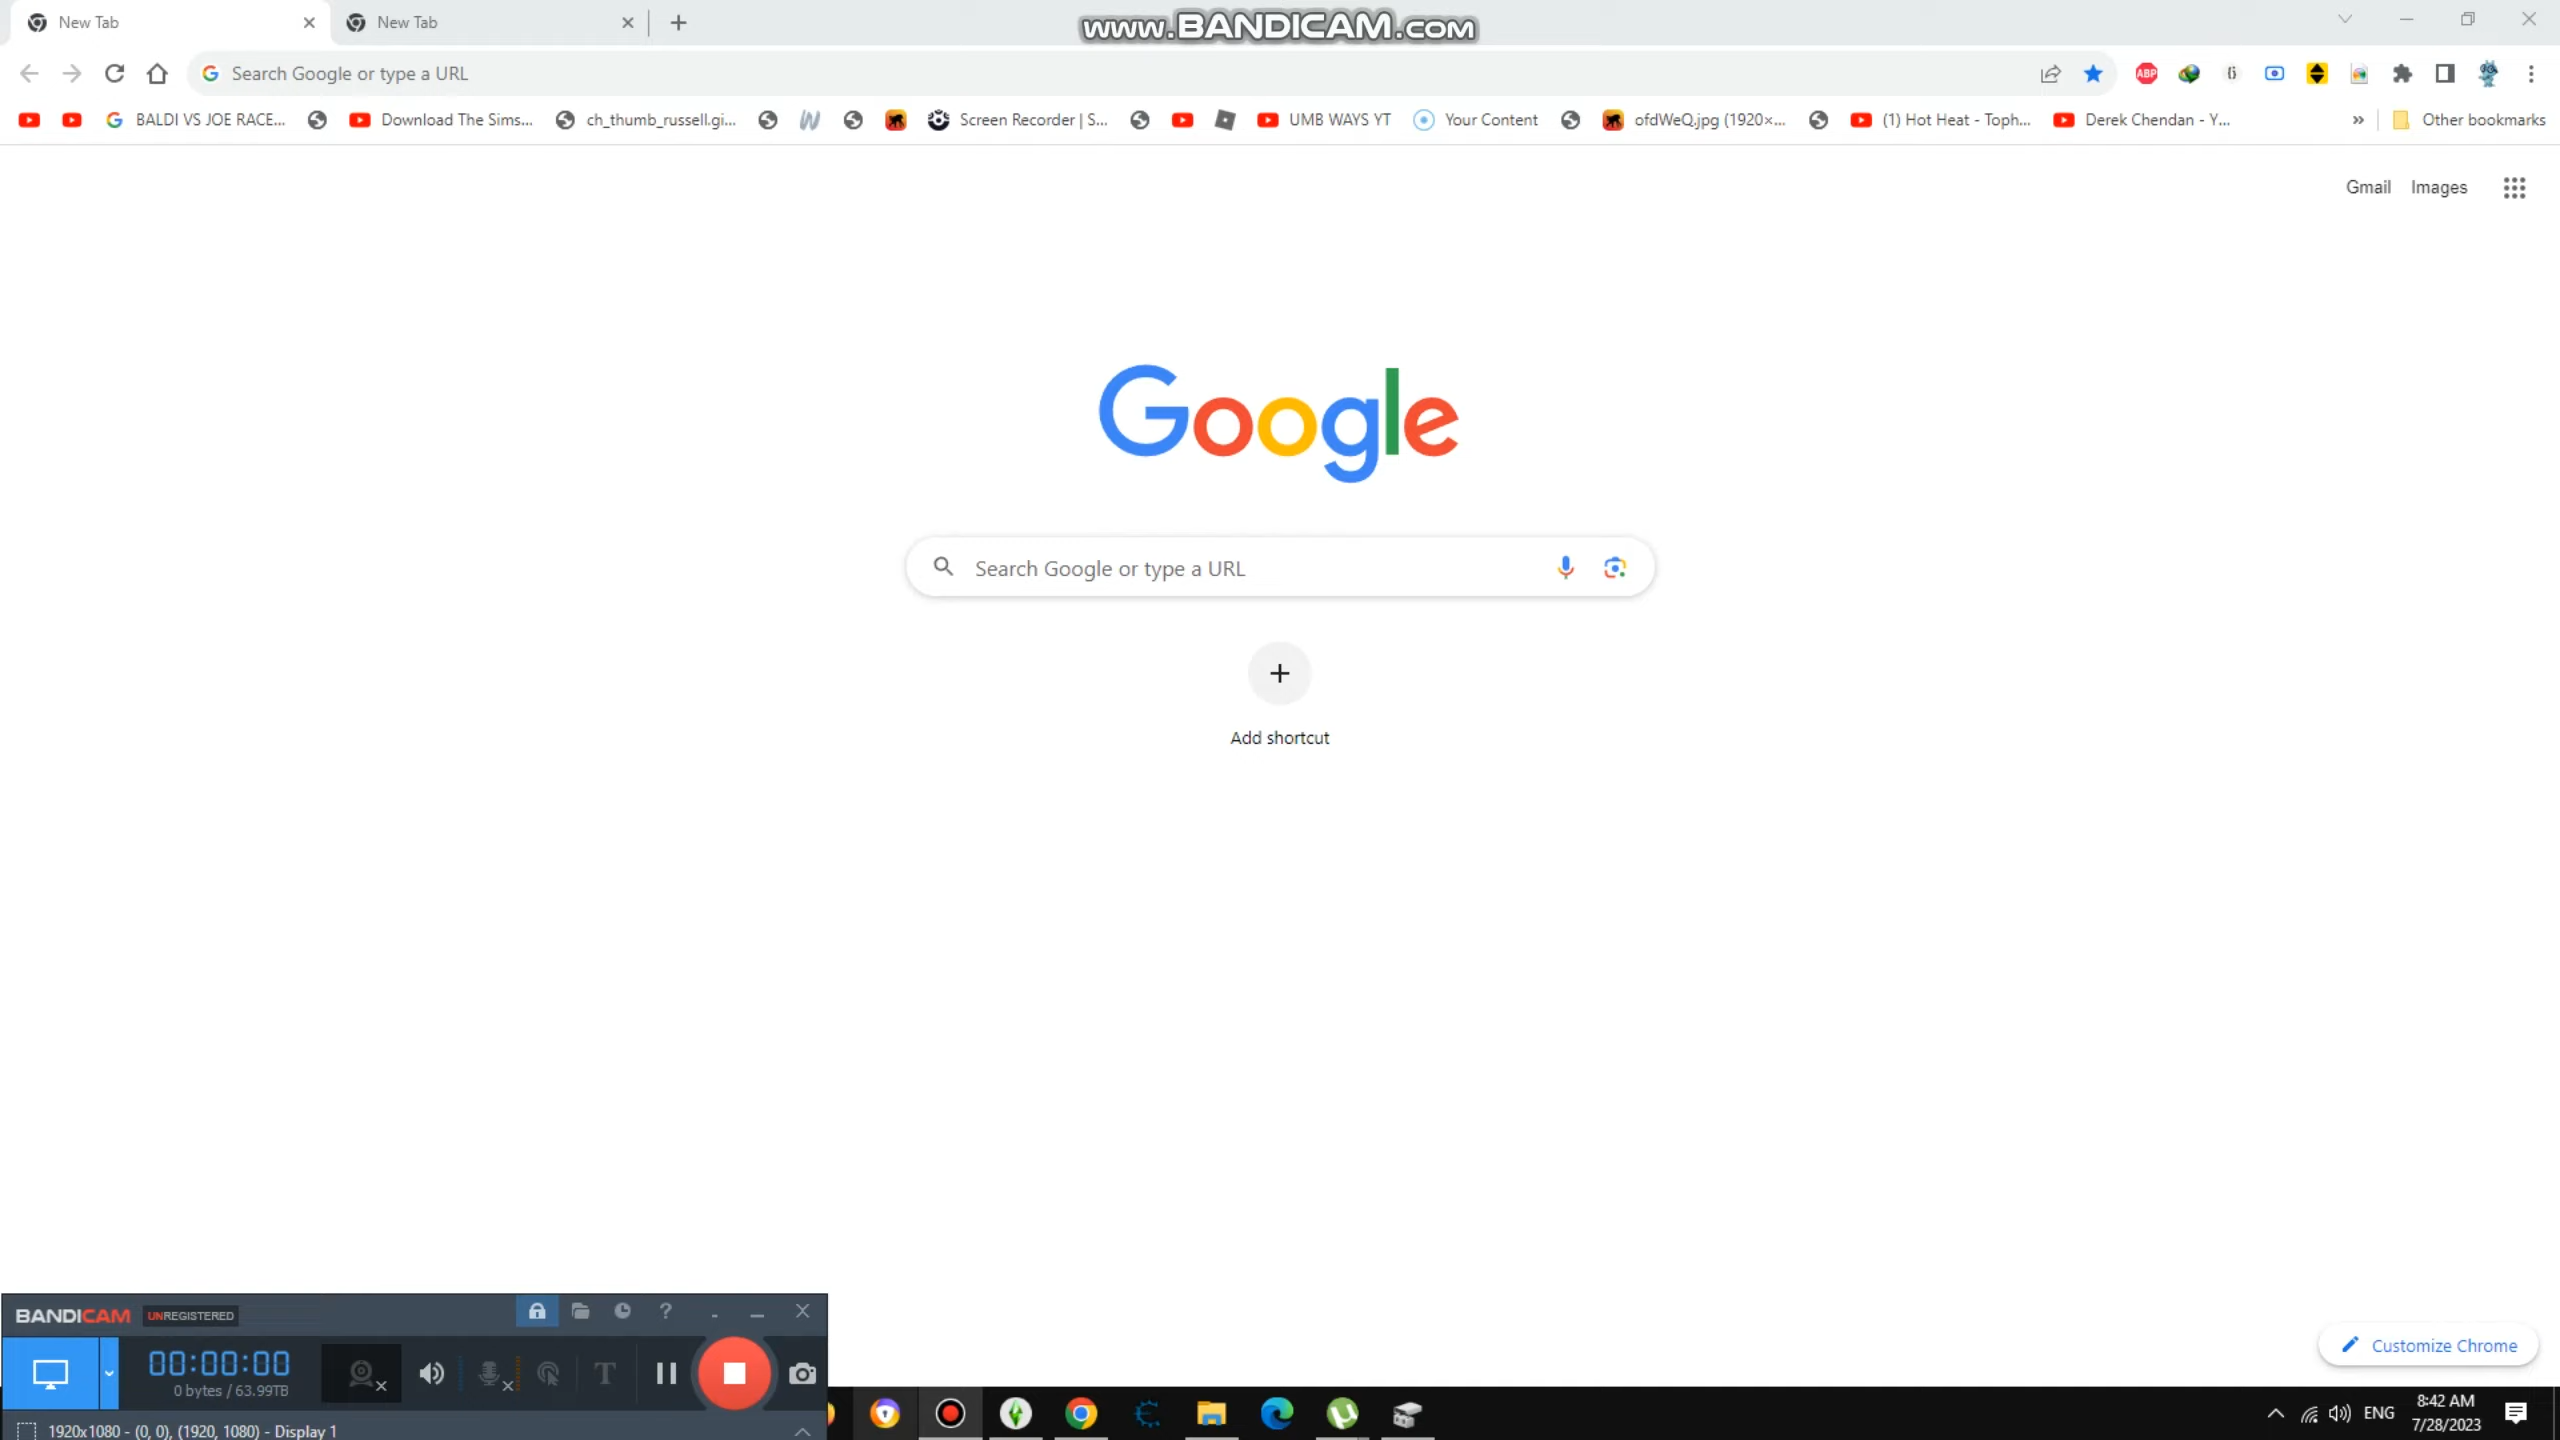 New Tab
New Tab
www.BANDICAM.com
Search Google or type a URL
ABP
BALDI VS JOE RACE...
Download The Sims...
ch_thumb_russell.gi...
Screen Recorder | S...
UMB WAYS YT
Your Content
ofdWeQ.jpg (1920×...
(1) Hot Heat - Toph...
Derek Chendan - Y...
»
Other bookmarks
Gmail
Images
Google
Search Google or type a URL
Add shortcut
Customize Chrome
BANDICAM
UNREGISTERED
00:00:00
0 bytes / 63.99TB
1920x1080 - (0, 0), (1920, 1080) - Display 1
ENG
8:42 AM
7/28/2023